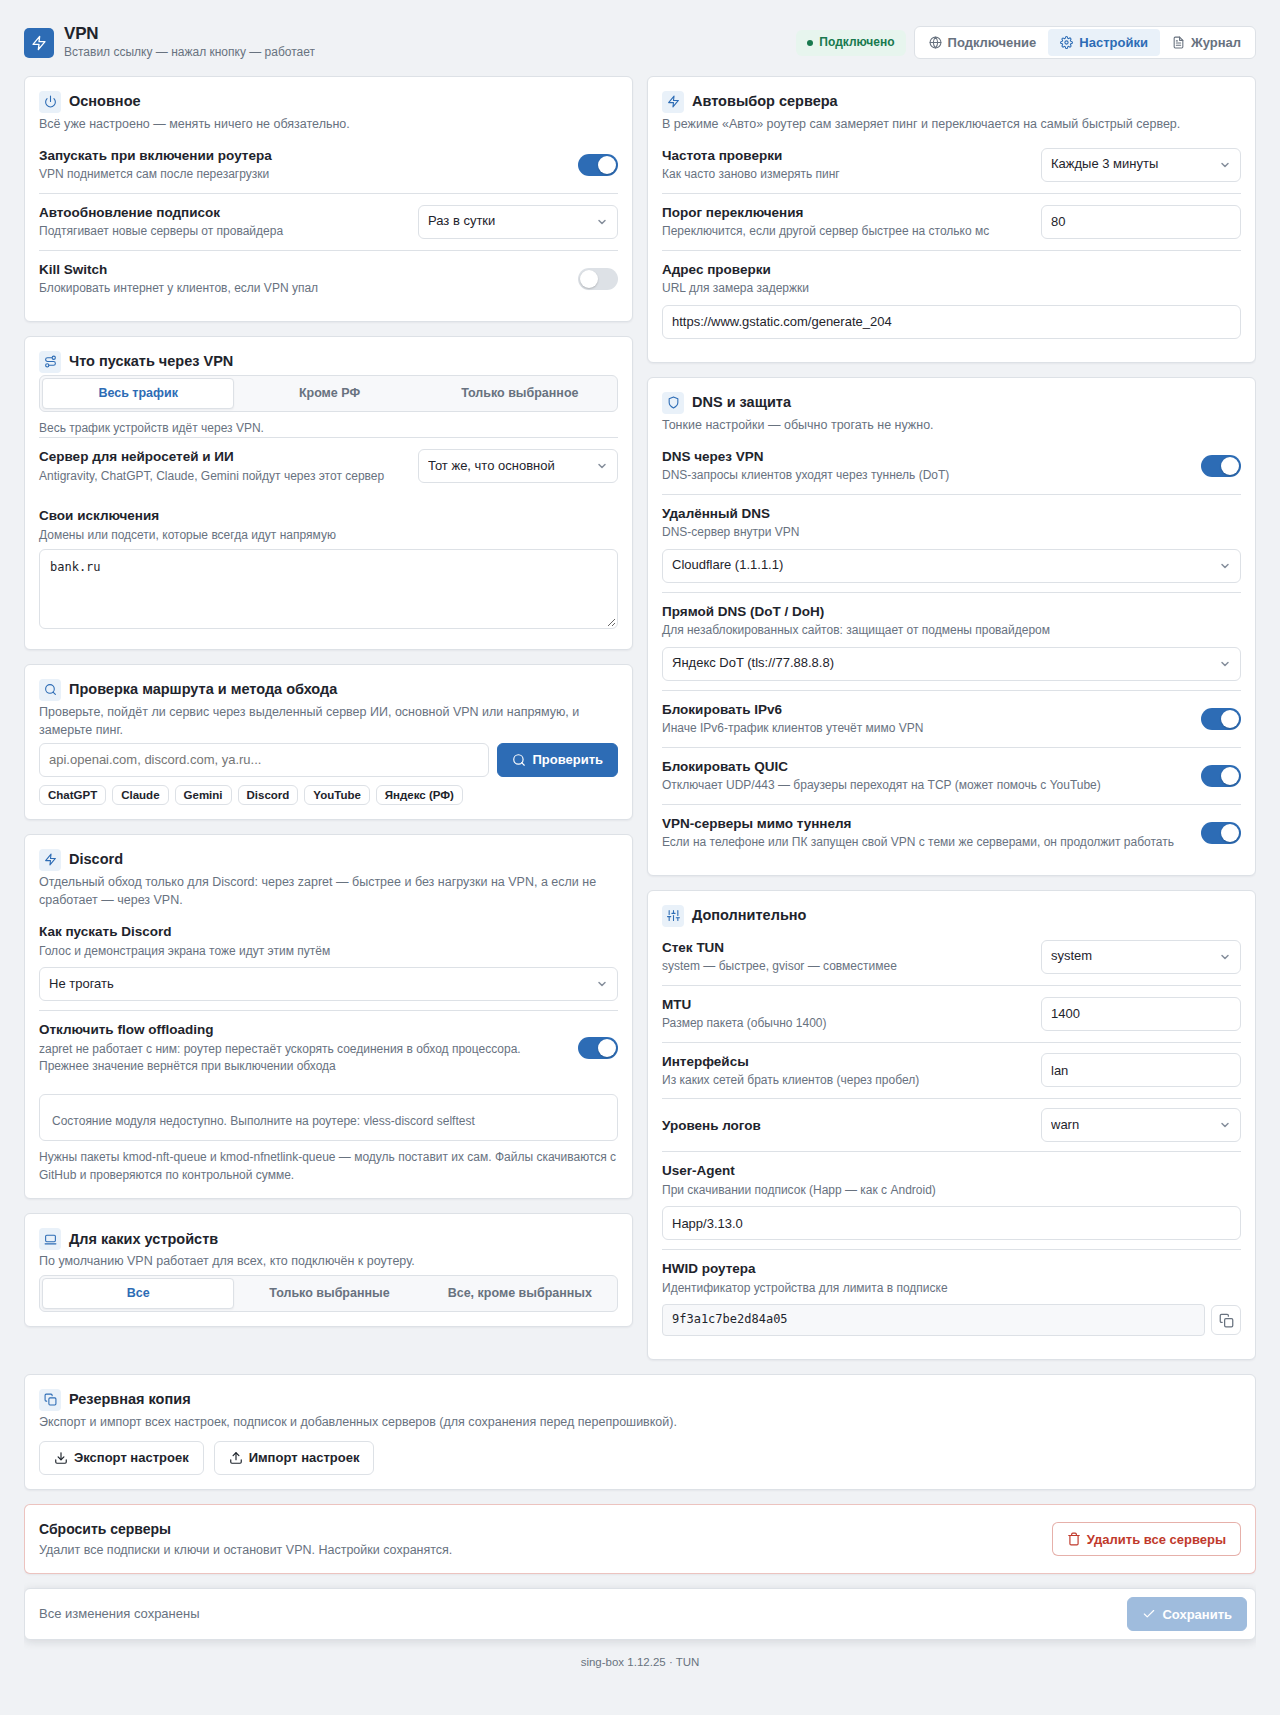 VPN
Вставил ссылку — нажал кнопку — работает
Подключено
Подключение
Настройки
Журнал
Основное
Всё уже настроено — менять ничего не обязательно.
Запускать при включении роутера
VPN поднимется сам после перезагрузки
Автообновление подписок
Подтягивает новые серверы от провайдера
Раз в сутки
Kill Switch
Блокировать интернет у клиентов, если VPN упал
Что пускать через VPN
Весь трафик
Кроме РФ
Только выбранное
Весь трафик устройств идёт через VPN.
Сервер для нейросетей и ИИ
Antigravity, ChatGPT, Claude, Gemini пойдут через этот сервер
Тот же, что основной
Свои исключения
Домены или подсети, которые всегда идут напрямую
bank.ru
Проверка маршрута и метода обхода
Проверьте, пойдёт ли сервис через выделенный сервер ИИ, основной VPN или напрямую, и
замерьте пинг.
api.openai.com, discord.com, ya.ru...
Проверить
ChatGPT
Claude
Gemini
Discord
YouTube
Яндекс (РФ)
Discord
Отдельный обход только для Discord: через zapret — быстрее и без нагрузки на VPN, а если не
сработает — через VPN.
Как пускать Discord
Голос и демонстрация экрана тоже идут этим путём
Не трогать
Отключить flow offloading
zapret не работает с ним: роутер перестаёт ускорять соединения в обход процессора.
Прежнее значение вернётся при выключении обхода
Состояние модуля недоступно. Выполните на роутере: vless-discord selftest
Нужны пакеты kmod-nft-queue и kmod-nfnetlink-queue — модуль поставит их сам. Файлы скачиваются с
GitHub и проверяются по контрольной сумме.
Для каких устройств
По умолчанию VPN работает для всех, кто подключён к роутеру.
Все
Только выбранные
Все, кроме выбранных
Автовыбор сервера
В режиме «Авто» роутер сам замеряет пинг и переключается на самый быстрый сервер.
Частота проверки
Как часто заново измерять пинг
Каждые 3 минуты
Порог переключения
Переключится, если другой сервер быстрее на столько мс
80
Адрес проверки
URL для замера задержки
https://www.gstatic.com/generate_204
DNS и защита
Тонкие настройки — обычно трогать не нужно.
DNS через VPN
DNS-запросы клиентов уходят через туннель (DoT)
Удалённый DNS
DNS-сервер внутри VPN
Cloudflare (1.1.1.1)
Прямой DNS (DoT / DoH)
Для незаблокированных сайтов: защищает от подмены провайдером
Яндекс DoT (tls://77.88.8.8)
Блокировать IPv6
Иначе IPv6-трафик клиентов утечёт мимо VPN
Блокировать QUIC
Отключает UDP/443 — браузеры переходят на TCP (может помочь с YouTube)
VPN-серверы мимо туннеля
Если на телефоне или ПК запущен свой VPN с теми же серверами, он продолжит работать
Дополнительно
Стек TUN
system — быстрее, gvisor — совместимее
system
MTU
Размер пакета (обычно 1400)
1400
Интерфейсы
Из каких сетей брать клиентов (через пробел)
lan
Уровень логов
warn
User-Agent
При скачивании подписок (Happ — как с Android)
Happ/3.13.0
HWID роутера
Идентификатор устройства для лимита в подписке
9f3a1c7be2d84a05
Резервная копия
Экспорт и импорт всех настроек, подписок и добавленных серверов (для сохранения перед перепрошивкой).
Экспорт настроек
Импорт настроек
Сбросить серверы
Удалит все подписки и ключи и остановит VPN. Настройки сохранятся.
Удалить все серверы
Все изменения сохранены
Сохранить
sing-box 1.12.25 · TUN